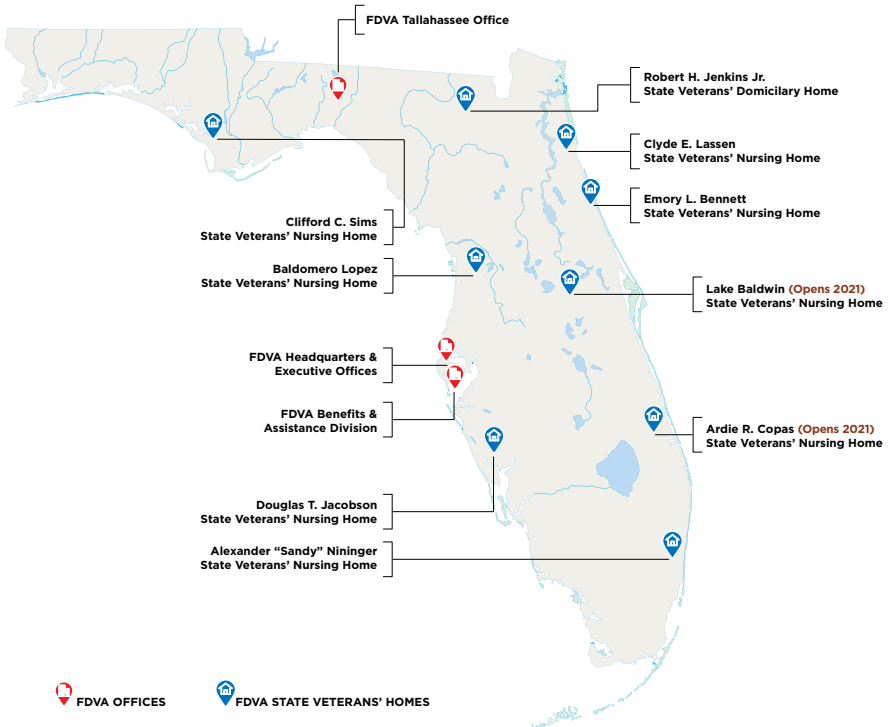 FDVA Tallahassee Office
Robert H. Jenkins Jr.
State Veterans' Domicilary Home
Clyde E. Lassen
State Veterans' Nursing Home
Emory L. Bennett
State Veterans' Nursing Home
Clifford C. Sims
State Veterans' Nursing Home
Baldomero Lopez
State Veterans' Nursing Home
Lake Baldwin (Opens 2021)
State Veterans' Nursing Home
FDVA Headquarters &
Executive Offices
FDVA Benefits &
Assistance Division
Ardie R. Copas (Opens 2021)
State Veterans' Nursing Home
Douglas T. Jacobson
State Veterans' Nursing Home
Alexander “Sandy” Nininger
State Veterans' Nursing Home
FDVA OFFICES
FDVA STATE VETERANS' HOMES